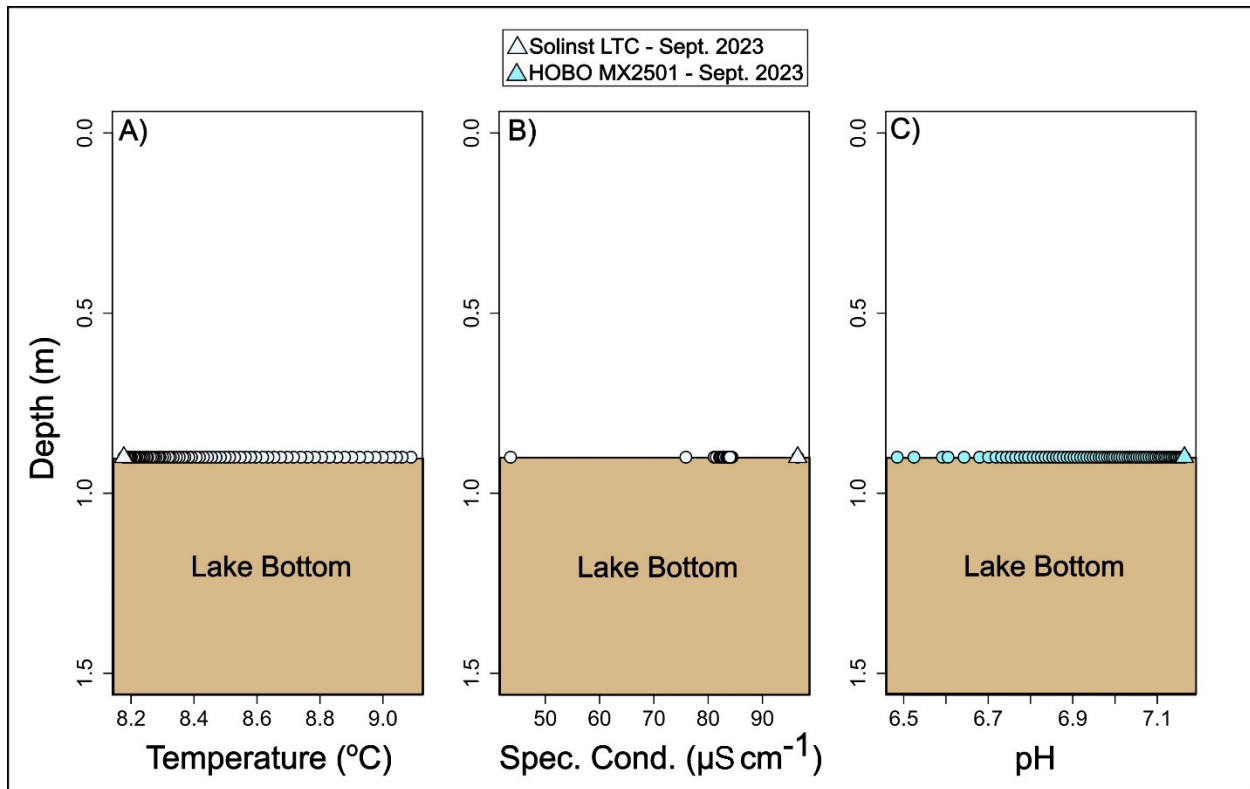 Solinst LTC - Sept. 2023
HOBO MX2501 - Sept. 2023
A)
B)
C)
Depth (m)
0.0
0.5
1.0
1.5
0.0
0.5
1.0
1.5
0.0
0.5
1.0
1.5
Lake Bottom
Lake Bottom
Lake Bottom
8.2 8.4 8.6 8.8 9.0
50 60 70 80 90
6.5 6.7 6.9 7.1
Temperature (ºC)
Spec. Cond. (µS cm⁻¹)
pH